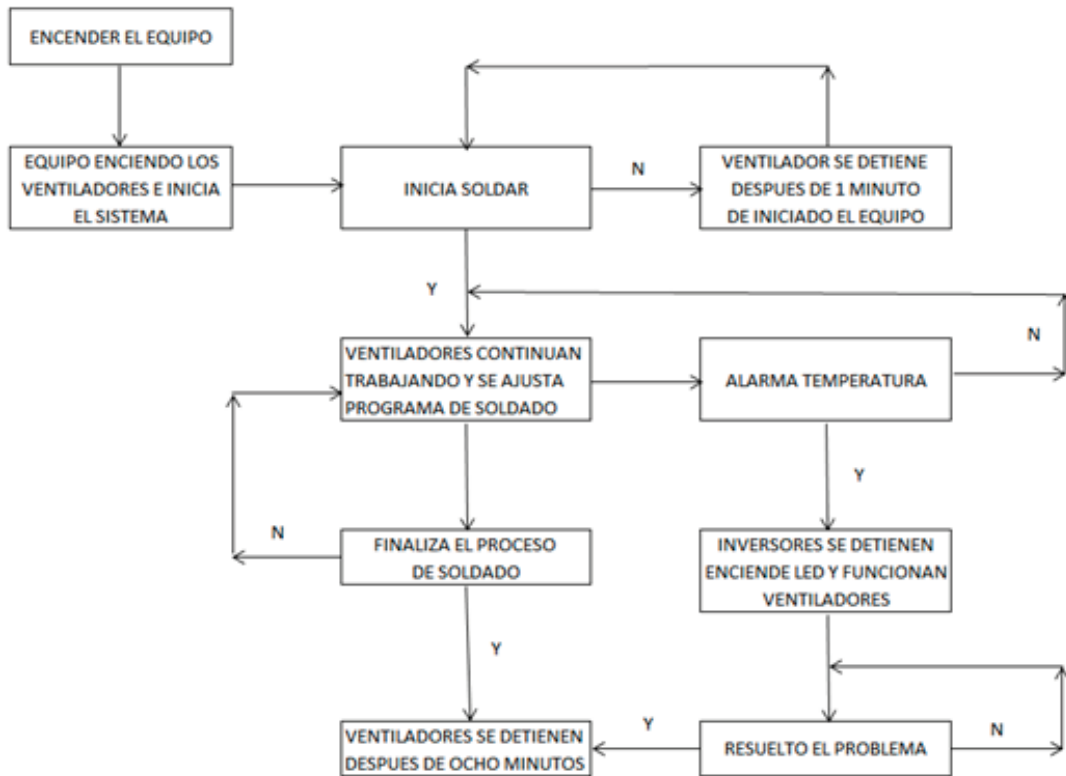 ENCENDER EL EQUIPO
EQUIPO ENCIENDO LOS
VENTILADORES E INICIA
EL SISTEMA
INICIA SOLDAR
N
VENTILADOR SE DETIENE
DESPUES DE 1 MINUTO
DE INICIADO EL EQUIPO
Y
VENTILADORES CONTINUAN
TRABAJANDO Y SE AJUSTA
PROGRAMA DE SOLDADO
ALARMA TEMPERATURA
N
Y
N
FINALIZA EL PROCESO
DE SOLDADO
INVERSORES SE DETIENEN
ENCIENDE LED Y FUNCIONAN
VENTILADORES
Y
VENTILADORES SE DETIENEN
DESPUES DE OCHO MINUTOS
Y
RESUELTO EL PROBLEMA
N